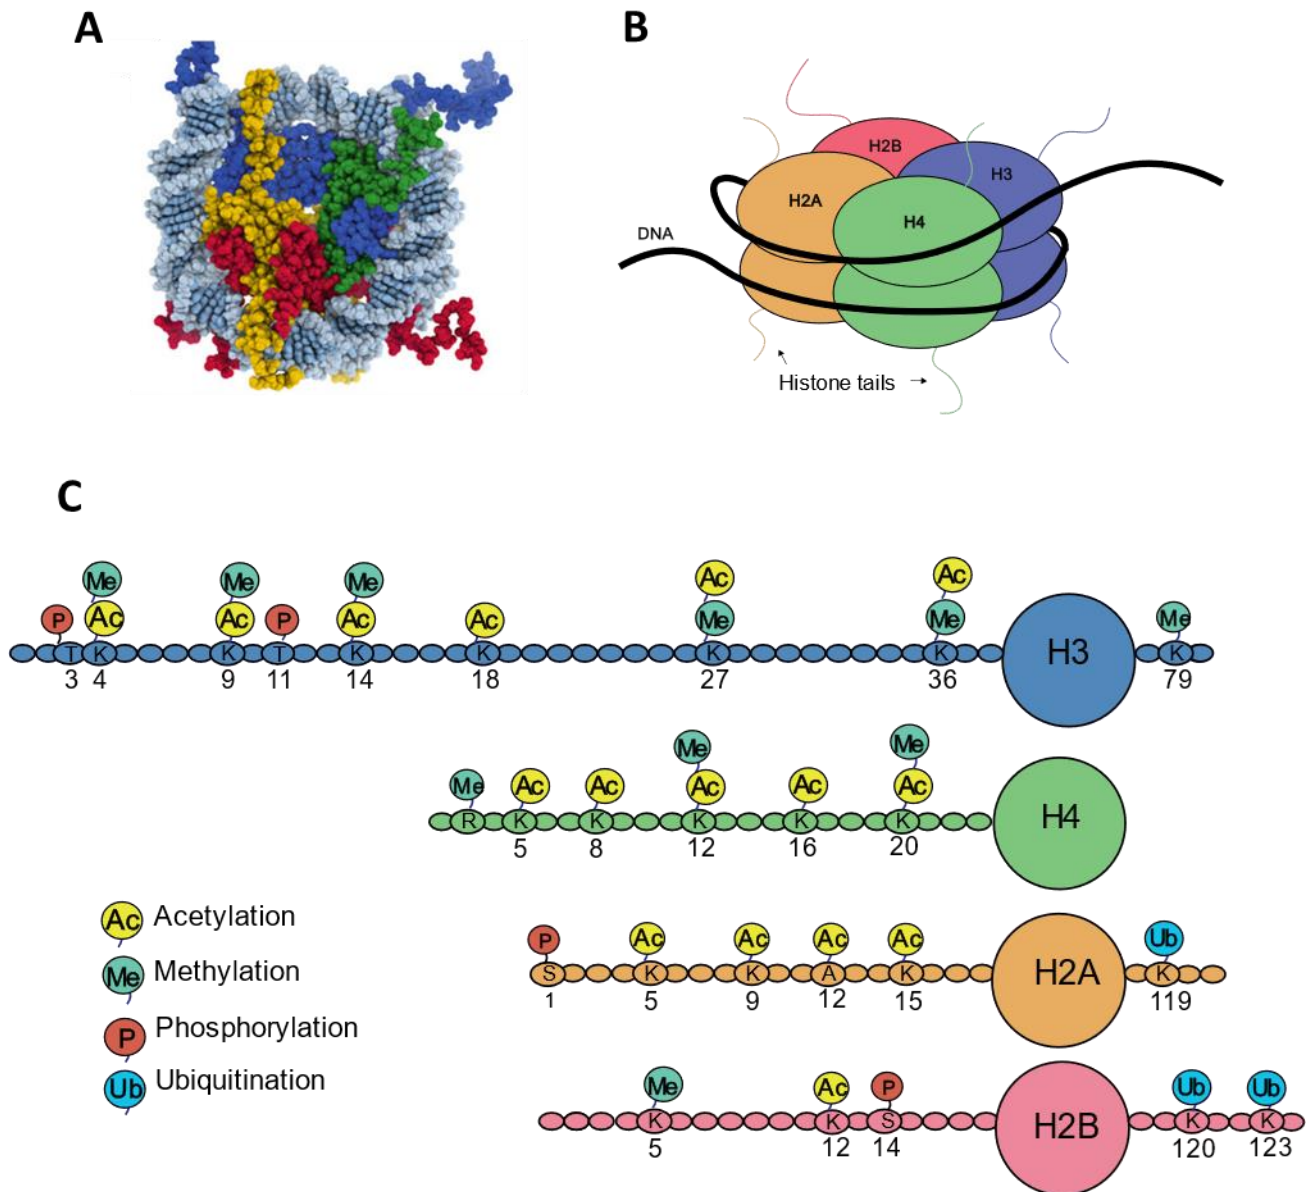 A
B
H2B
H3
H2A
H4
DNA
Histone tails
C
Me Me Me Ac Ac
P Ac Ac P Ac Ac Me Me Me
T K K T K K K K H3 K
3 4 9 11 14 18 27 36 79
Me Me
Me Ac Ac Ac Ac Ac
R K K K K K H4
5 8 12 16 20
Ac Acetylation
Me Methylation
P Phosphorylation
Ub Ubiquitination
P Ac Ac Ac Ac Ub
S K K A K H2A K
1 5 9 12 15 119
Me Ac P Ub Ub
K K S H2B K K
5 12 14 120 123